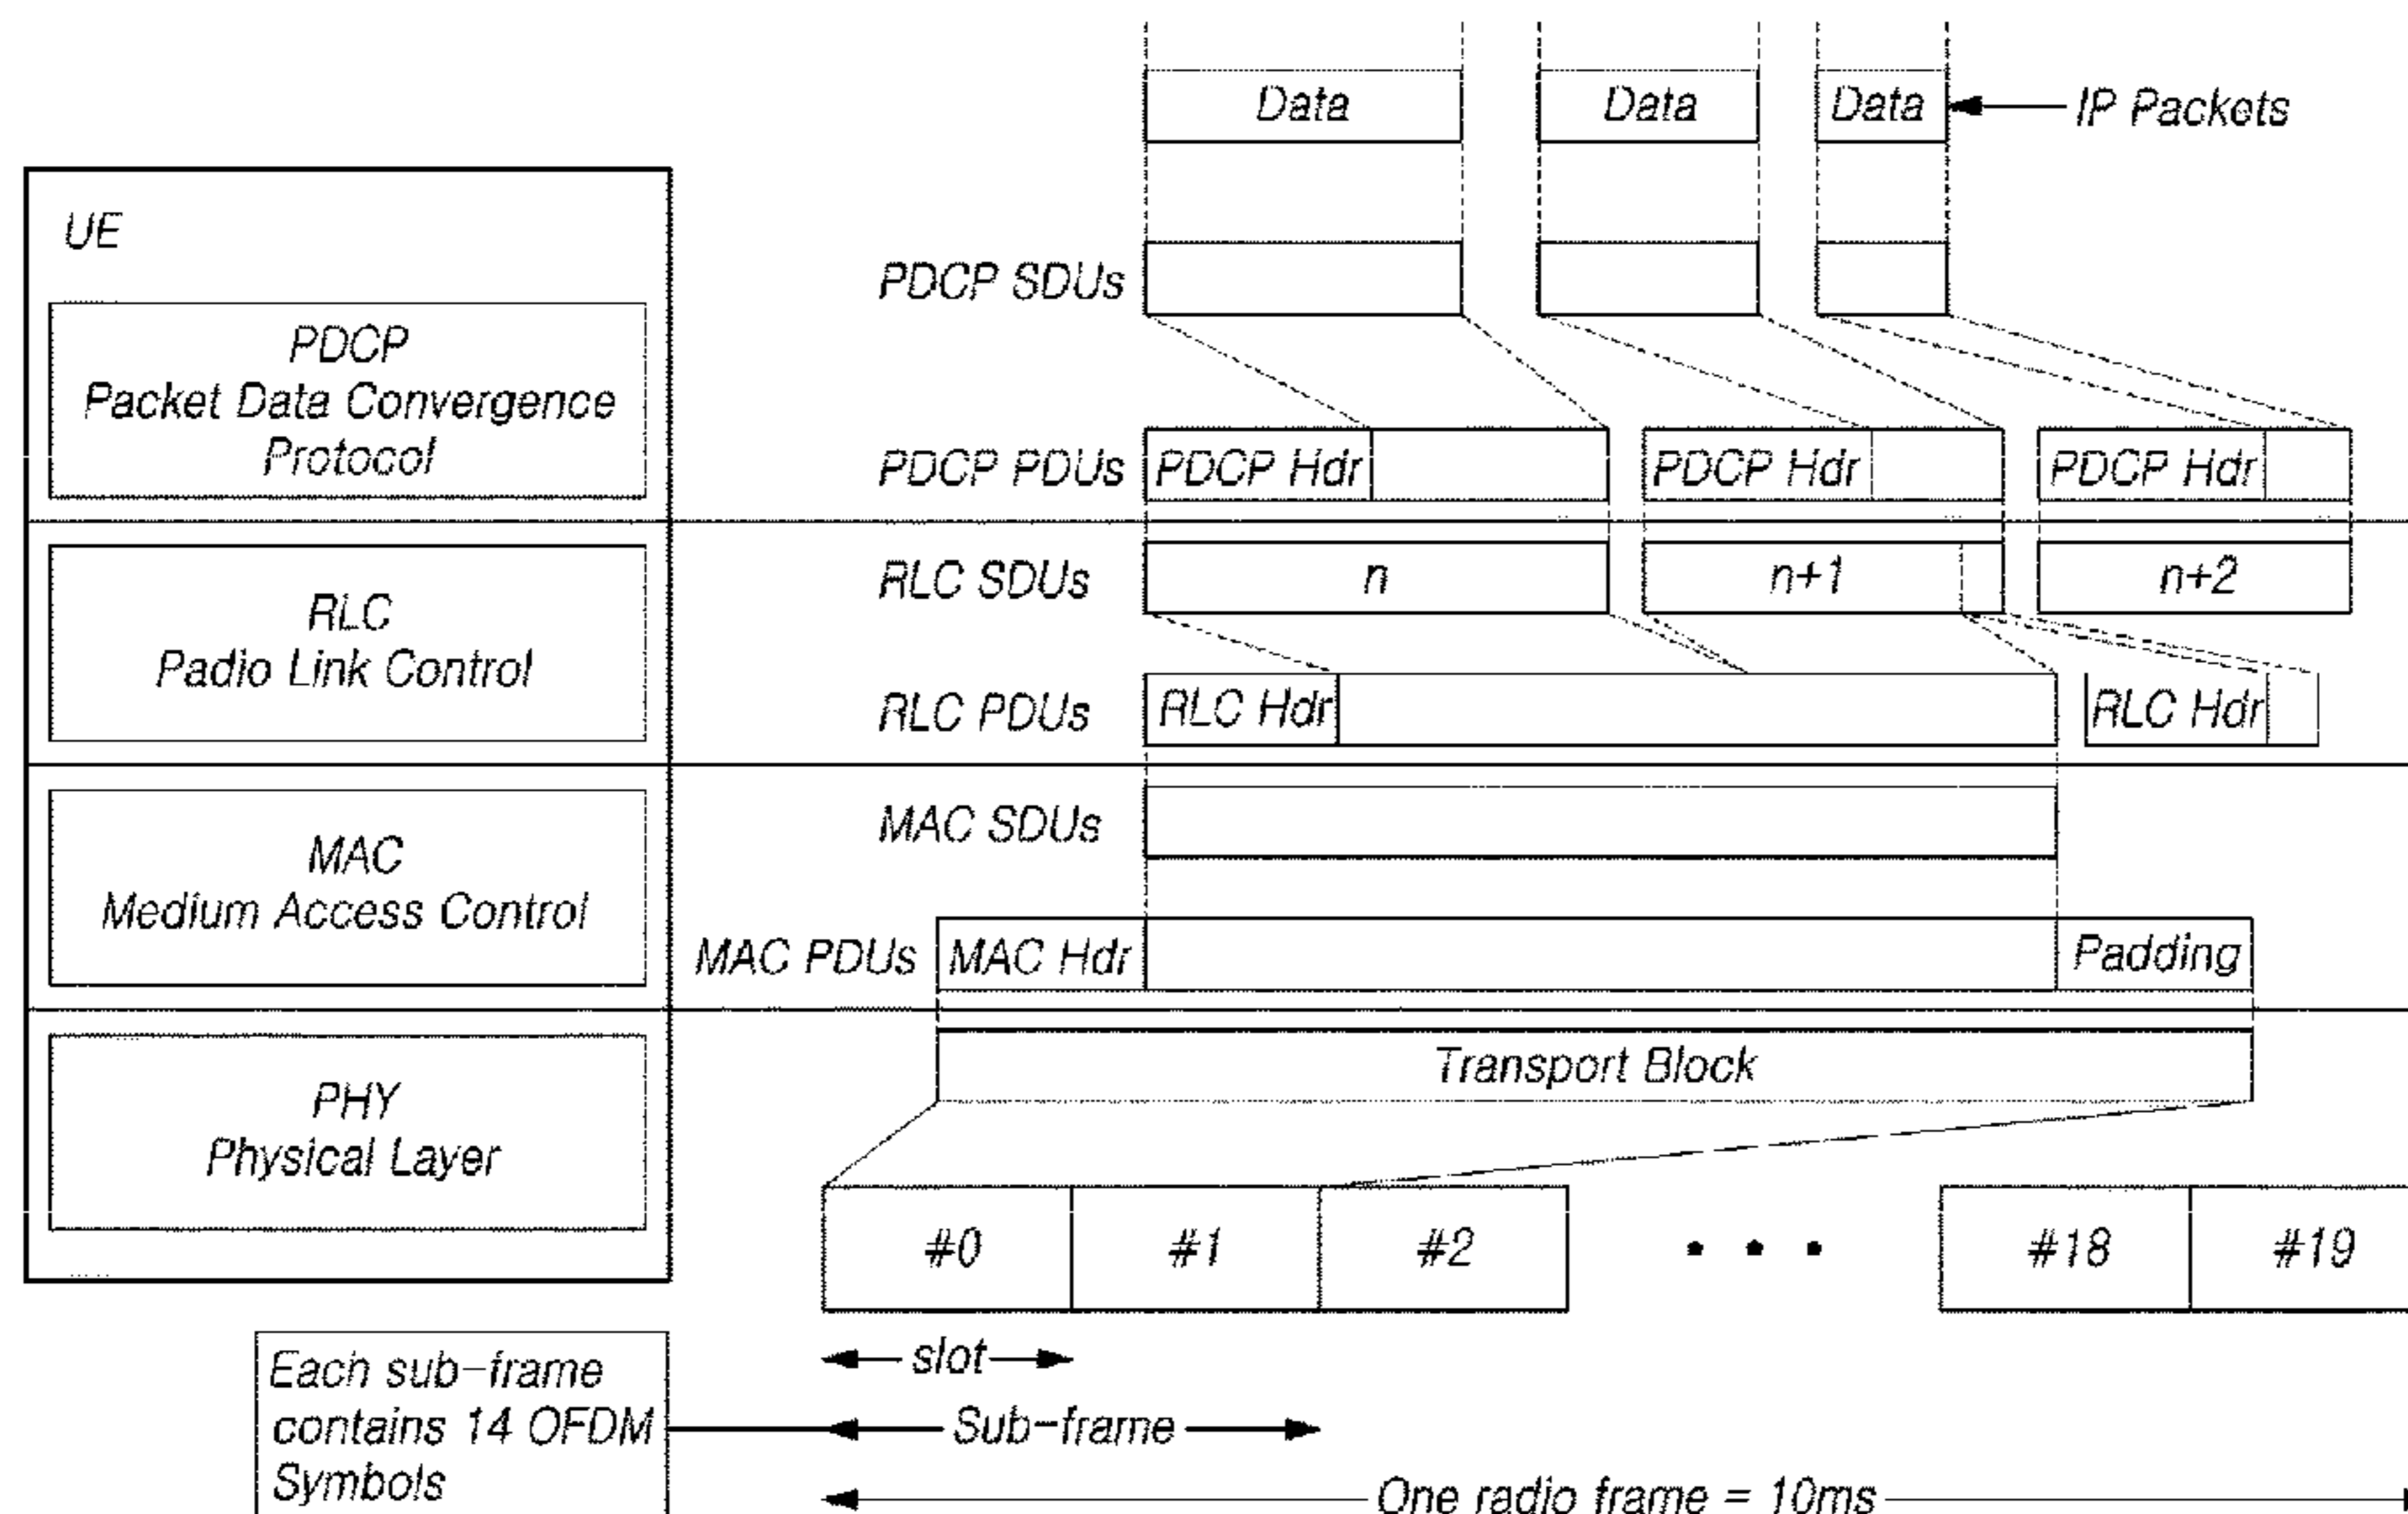 Data
Data
Data
IP Packets
UE
PDCP SDUs
PDCP
Packet Data Convergence
Protocol
PDCP PDUs
PDCP Hdr
PDCP Hdr
PDCP Hdr
RLC SDUs
n
n+1
n+2
RLC
Padio Link Control
RLC PDUs
RLC Hdr
RLC Hdr
MAC SDUs
MAC
Medium Access Control
MAC PDUs
MAC Hdr
Padding
Transport Block
PHY
Physical Layer
#0
#1
#2
• • •
#18
#19
slot
Each sub-frame
contains 14 OFDM
Symbols
Sub-frame
One radio frame = 10ms